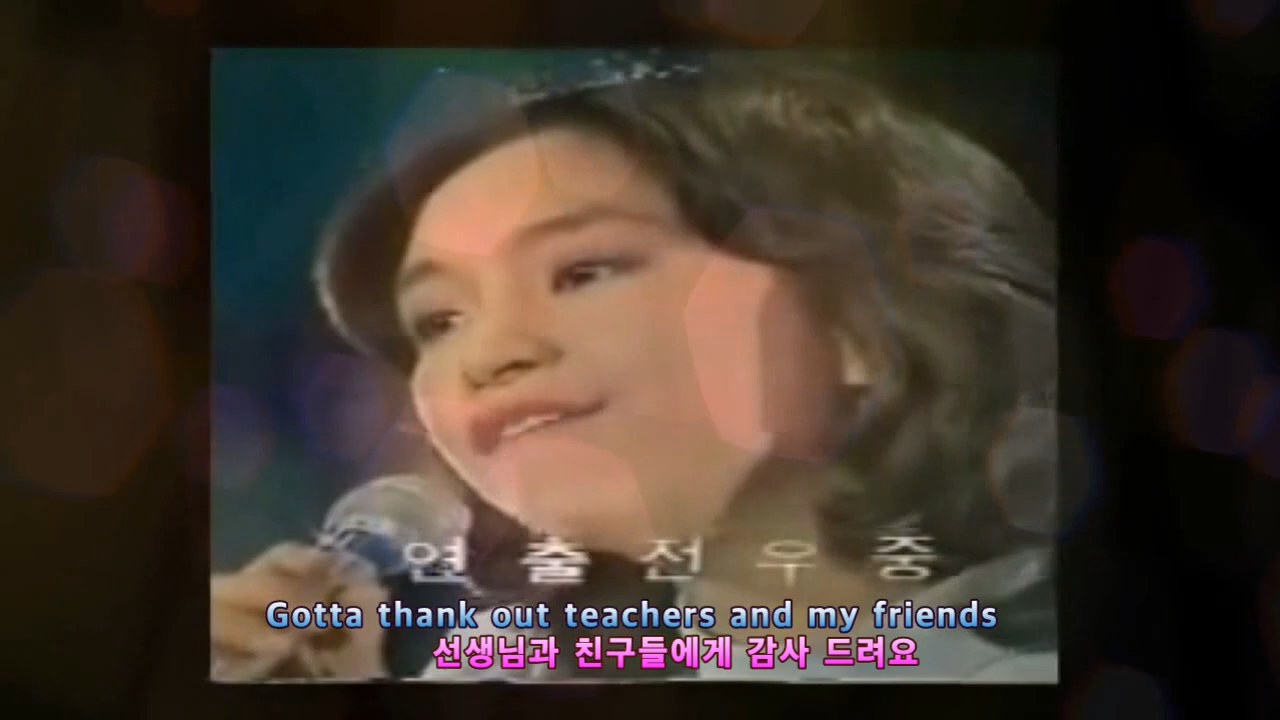 연 출 전 우 중
Gotta thank out teachers and my friends
선생님과 친구들에게 감사 드려요